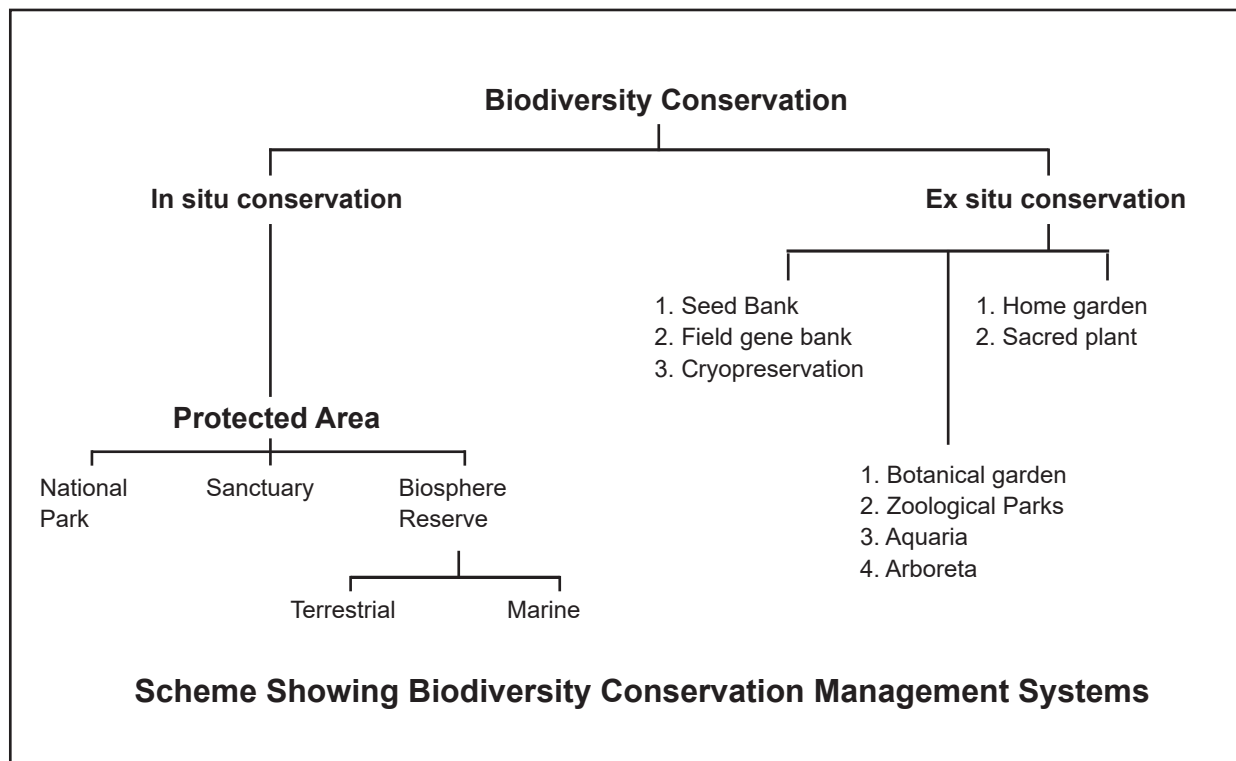 Biodiversity Conservation
In situ conservation
Ex situ conservation
1. Seed Bank
2. Field gene bank
3. Cryopreservation
1. Home garden
2. Sacred plant
Protected Area
National
Park
Sanctuary
Biosphere
Reserve
1. Botanical garden
2. Zoological Parks
3. Aquaria
4. Arboreta
Terrestrial
Marine
Scheme Showing Biodiversity Conservation Management Systems